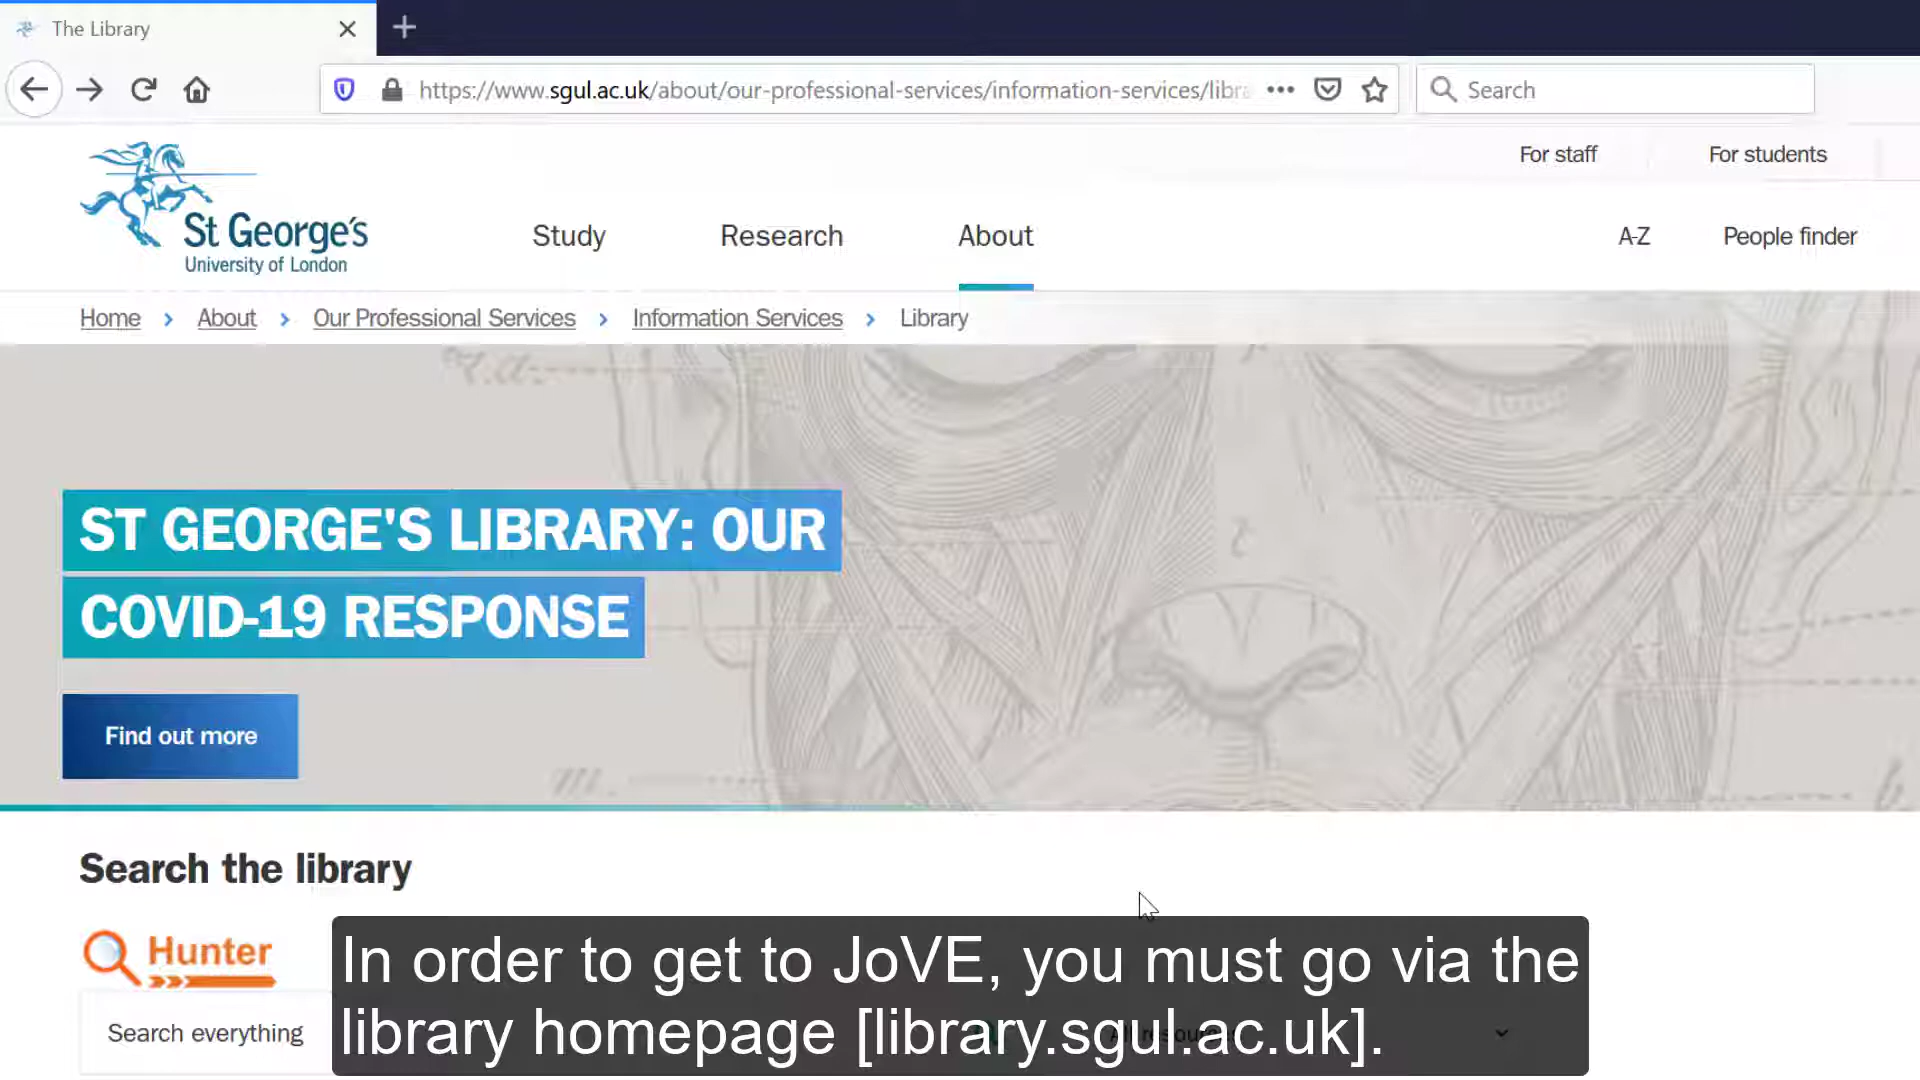 The Library
https://www.sgul.ac.uk/about/our-professional-services/information-services/libra
Search
For staff
For students
St George's
University of London
Study
Research
About
A-Z
People finder
Home
About
Our Professional Services
Information Services
Library
ST GEORGE'S LIBRARY: OUR
COVID-19 RESPONSE
Find out more
Search the library
Hunter
Search everything
In order to get to JoVE, you must go via the
library homepage [library.sgul.ac.uk].